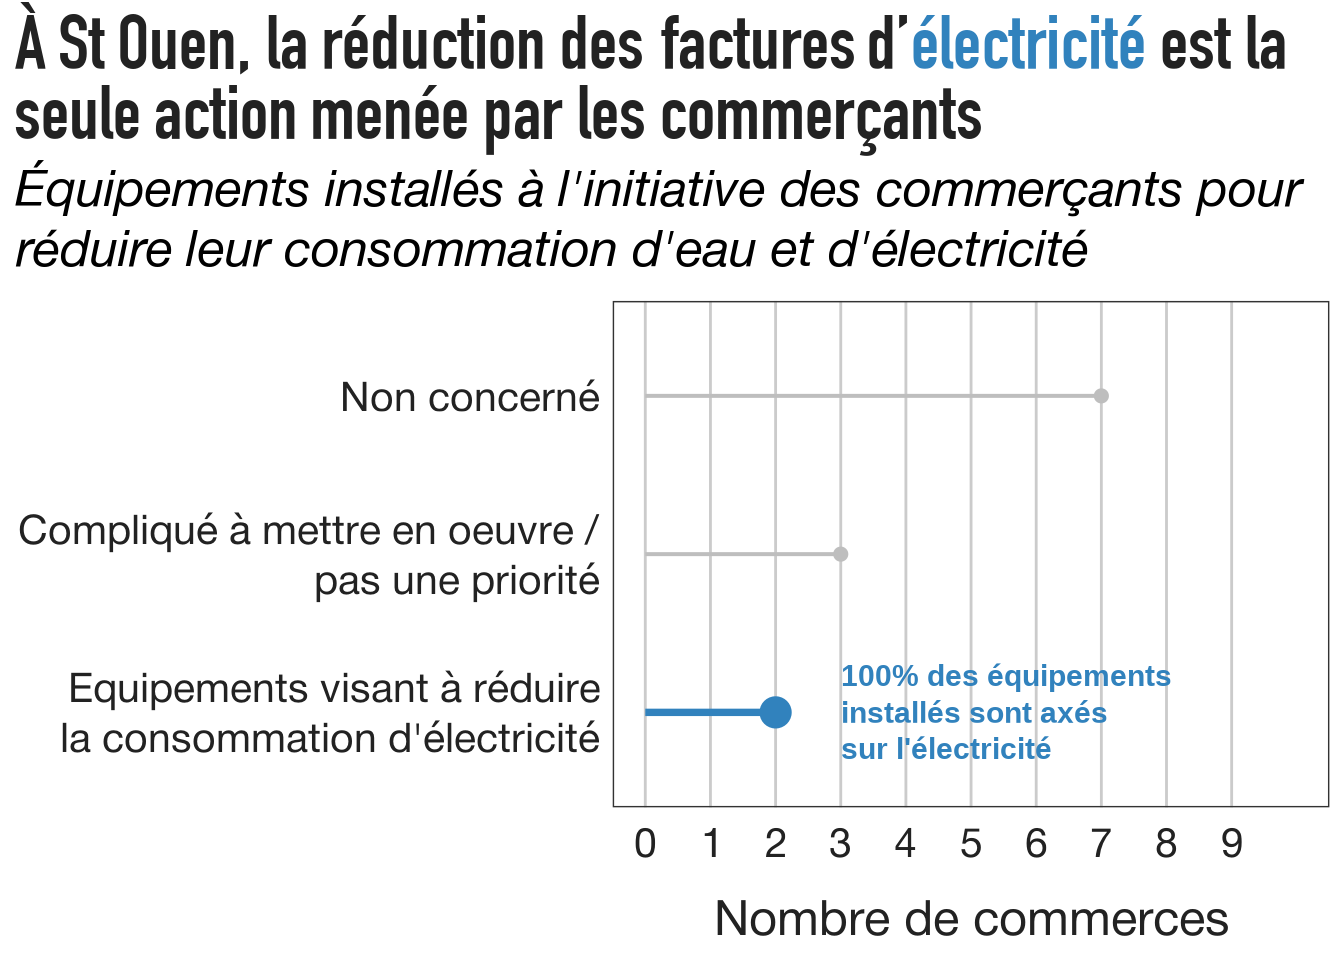 À St Ouen, la réduction des factures d’électricité est la
seule action menée par les commerçants
Équipements installés à l'initiative des commerçants pour
réduire leur consommation d'eau et d'électricité
Non concerné
Compliqué à mettre en oeuvre /
pas une priorité
Equipements visant à réduire
la consommation d'électricité
100% des équipements
installés sont axés
sur l'électricité
0 1 2 3 4 5 6 7 8 9
Nombre de commerces